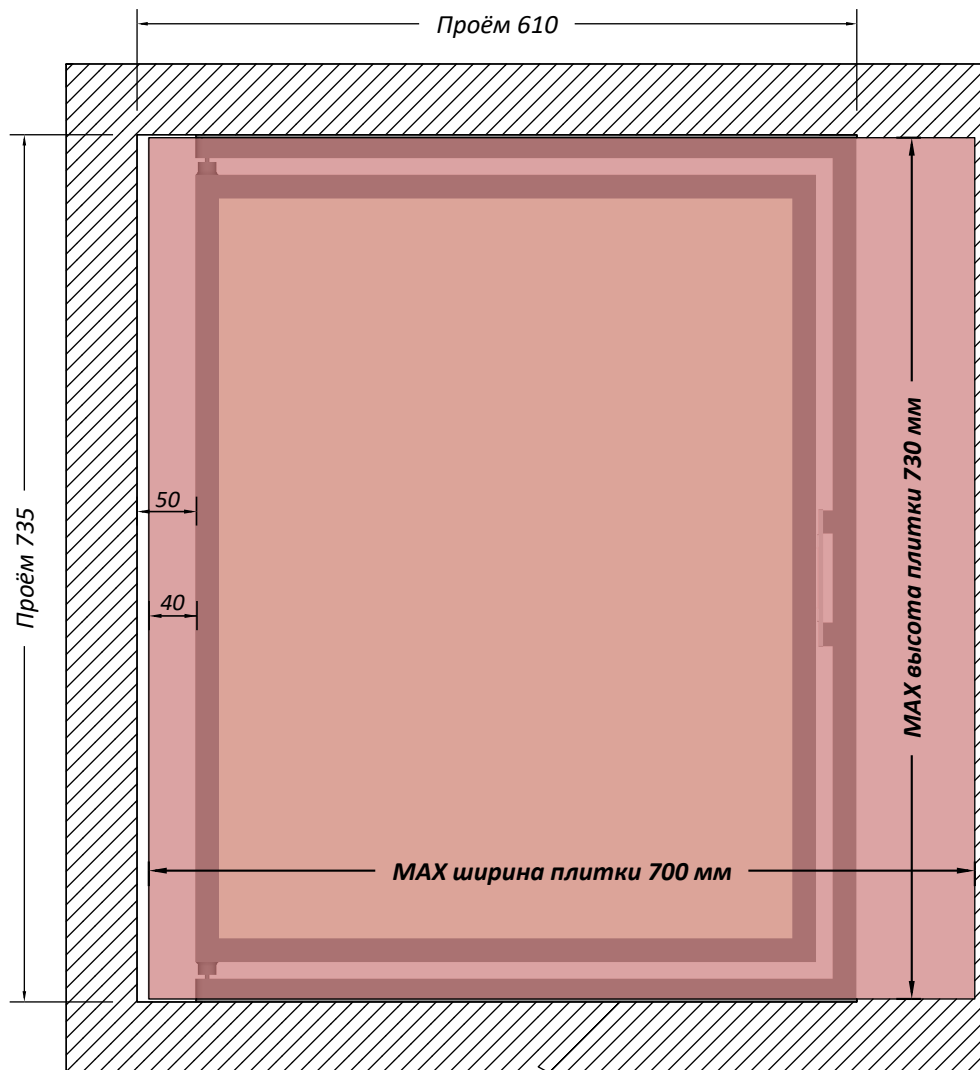 Проём 610
50
Проём 735
40
MAX высота плитки 730 мм
MAX ширина плитки 700 мм